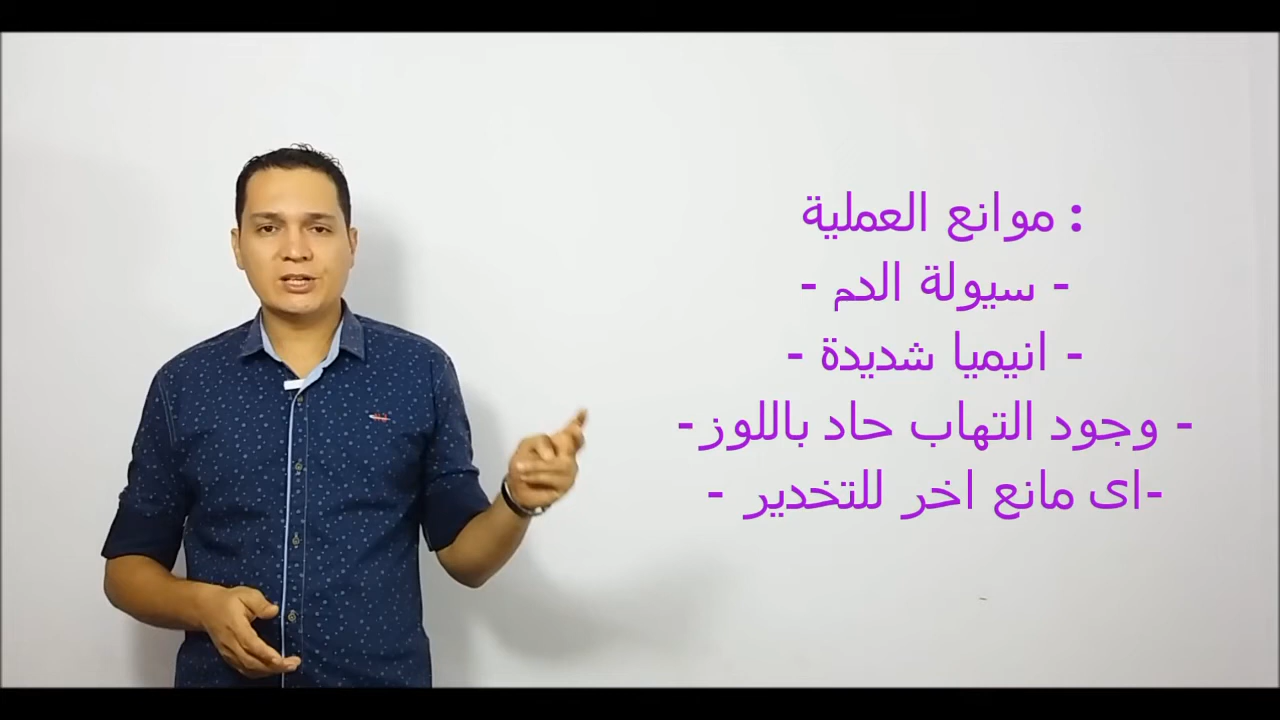 موانع العملية :
- سيولة الدم -
- انيميا شديدة -
- وجود التهاب حاد باللوز-
-اى مانع اخر للتخدير -